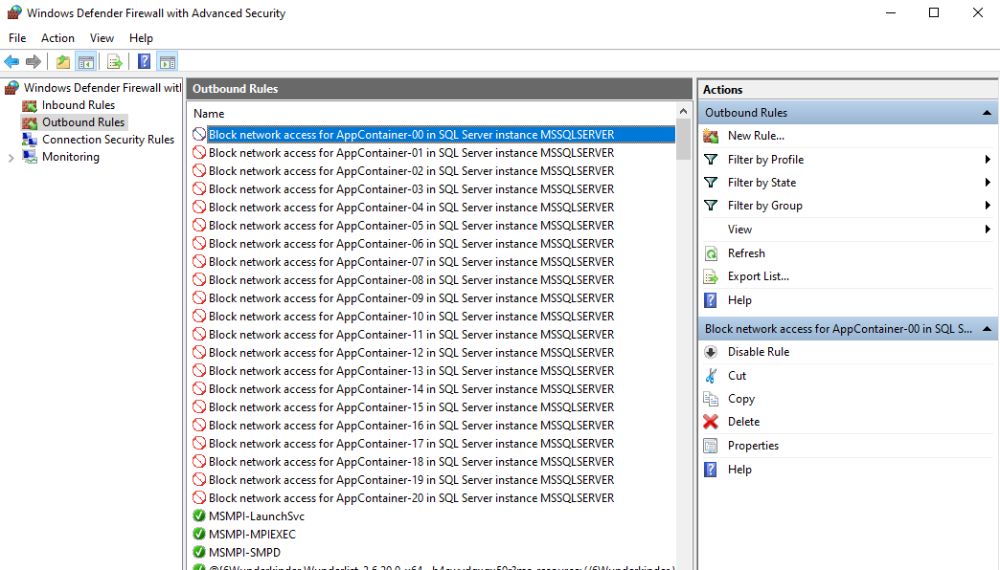 Windows Defender Firewall with Advanced Security
File Action View Help
Windows Defender Firewall witl
Inbound Rules
Outbound Rules
Connection Security Rules
Monitoring
Outbound Rules
Name
Block network access for AppContainer-00 in SQL Server instance MSSQLSERVER
Block network access for AppContainer-01 in SQL Server instance MSSQLSERVER
Block network access for AppContainer-02 in SQL Server instance MSSQLSERVER
Block network access for AppContainer-03 in SQL Server instance MSSQLSERVER
Block network access for AppContainer-04 in SQL Server instance MSSQLSERVER
Block network access for AppContainer-05 in SQL Server instance MSSQLSERVER
Block network access for AppContainer-06 in SQL Server instance MSSQLSERVER
Block network access for AppContainer-07 in SQL Server instance MSSQLSERVER
Block network access for AppContainer-08 in SQL Server instance MSSQLSERVER
Block network access for AppContainer-09 in SQL Server instance MSSQLSERVER
Block network access for AppContainer-10 in SQL Server instance MSSQLSERVER
Block network access for AppContainer-11 in SQL Server instance MSSQLSERVER
Block network access for AppContainer-12 in SQL Server instance MSSQLSERVER
Block network access for AppContainer-13 in SQL Server instance MSSQLSERVER
Block network access for AppContainer-14 in SQL Server instance MSSQLSERVER
Block network access for AppContainer-15 in SQL Server instance MSSQLSERVER
Block network access for AppContainer-16 in SQL Server instance MSSQLSERVER
Block network access for AppContainer-17 in SQL Server instance MSSQLSERVER
Block network access for AppContainer-18 in SQL Server instance MSSQLSERVER
Block network access for AppContainer-19 in SQL Server instance MSSQLSERVER
Block network access for AppContainer-20 in SQL Server instance MSSQLSERVER
MSMPI-LaunchSvc
MSMPI-MPIEXEC
MSMPI-SMPD
Actions
Outbound Rules
New Rule...
Filter by Profile
Filter by State
Filter by Group
View
Refresh
Export List...
Help
Block network access for AppContainer-00 in SQL S...
Disable Rule
Cut
Copy
Delete
Properties
Help